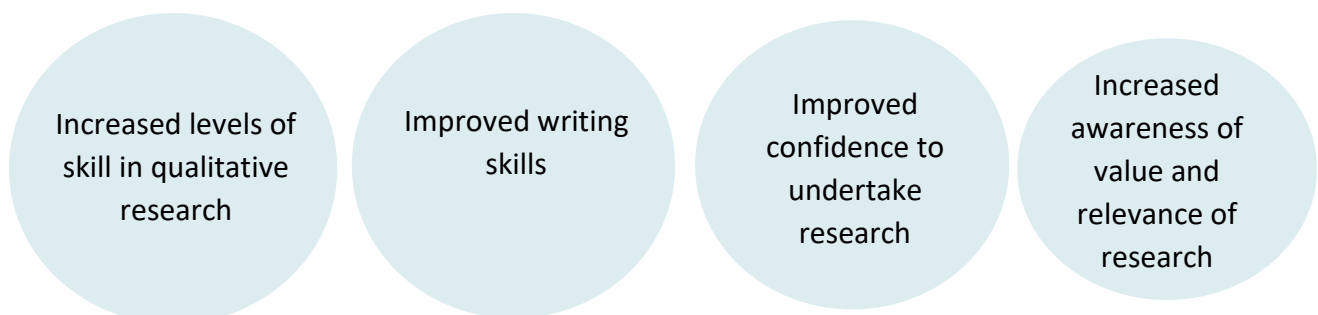 Increased levels of
skill in qualitative
research
Improved writing
skills
Improved
confidence to
undertake
research
Increased
awareness of
value and
relevance of
research